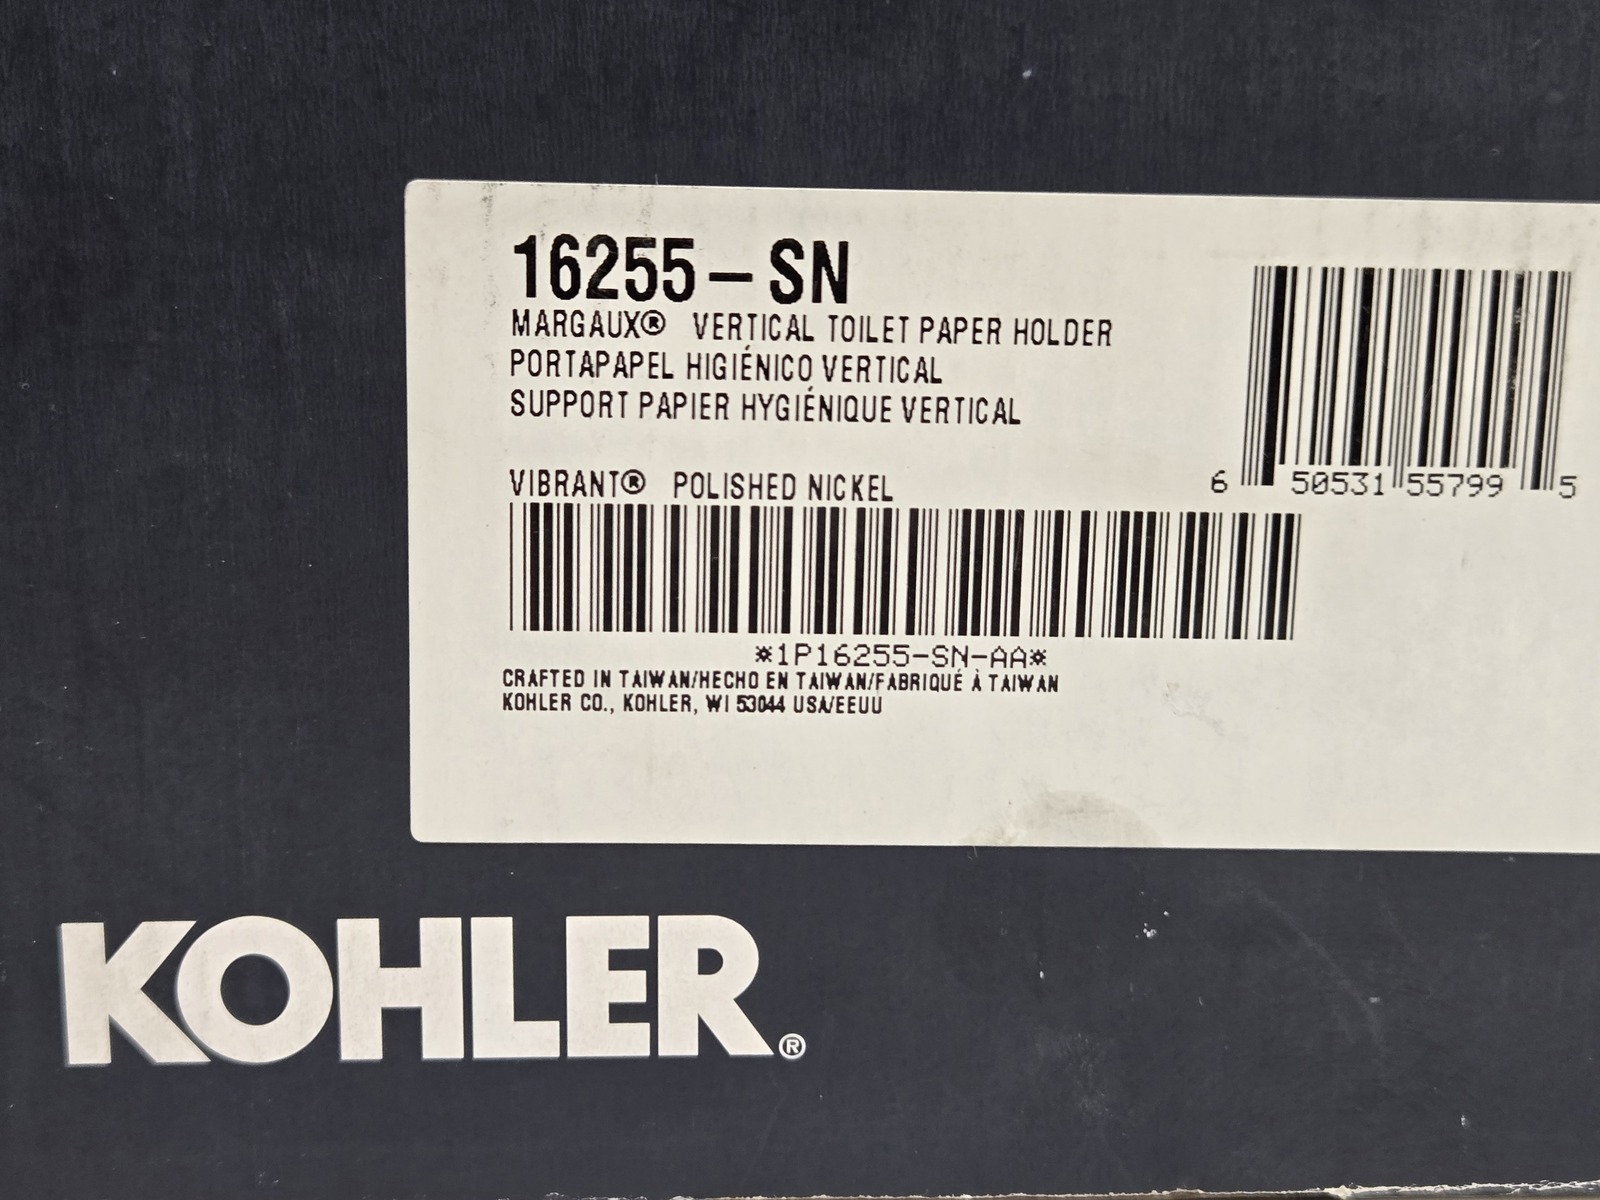 16255-SN
MARGAUX® VERTICAL TOILET PAPER HOLDER
PORTAPAPEL HIGIÉNICO VERTICAL
SUPPORT PAPIER HYGIÉNIQUE VERTICAL
VIBRANT® POLISHED NICKEL
6 50531 55799 5
*1P16255-SN-AA*
CRAFTED IN TAIWAN/HECHO EN TAIWAN/FABRIQUÉ À TAIWAN
KOHLER CO., KOHLER, WI 53044 USA/EEUU
KOHLER®